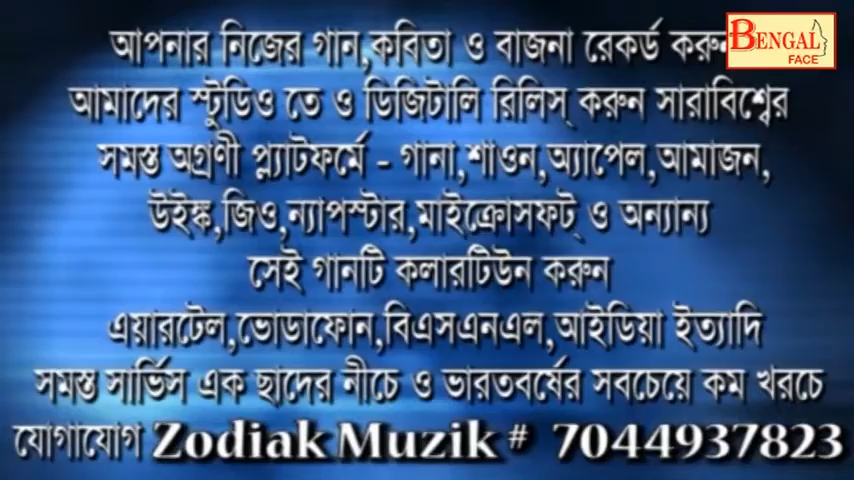 আপনার নিজের গান,কবিতা ও বাজনা রেকর্ড করুন
আমাদের স্টুডিও তে ও ডিজিটালি রিলিস্ করুন সারাবিশ্বের
সমস্ত অগ্রণী প্ল্যাটফর্মে - গানা,শাওন,অ্যাপেল,আমাজন,
উইঙ্ক,জিও,ন্যাপস্টার,মাইক্রোসফট্ ও অন্যান্য
সেই গানটি কলারটিউন করুন
এয়ারটেল,ভোডাফোন,বিএসএনএল,আইডিয়া ইত্যাদি
সমস্ত সার্ভিস এক ছাদের নীচে ও ভারতবর্ষের সবচেয়ে কম খরচে
যোগাযোগ Zodiak Muzik # 7044937823
BENGAL
FACE